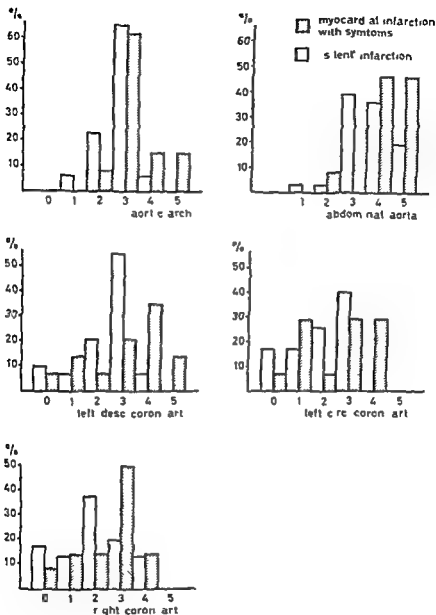 %
60
50
40
30
20
10
0 1 2 3 4 5
aort c arch
myocard al infarction
with symtoms
s lent' infarction
%
60
50
40
30
20
10
1 2 3 4 5
abdom nal aorta
%
50
40
30
20
10
0 1 2 3 4 5
left desc coron art
%
50
40
30
20
10
0 1 2 3 4 5
left c rc coron art
%
50
40
30
20
10
0 1 2 3 4 5
r ght coron art